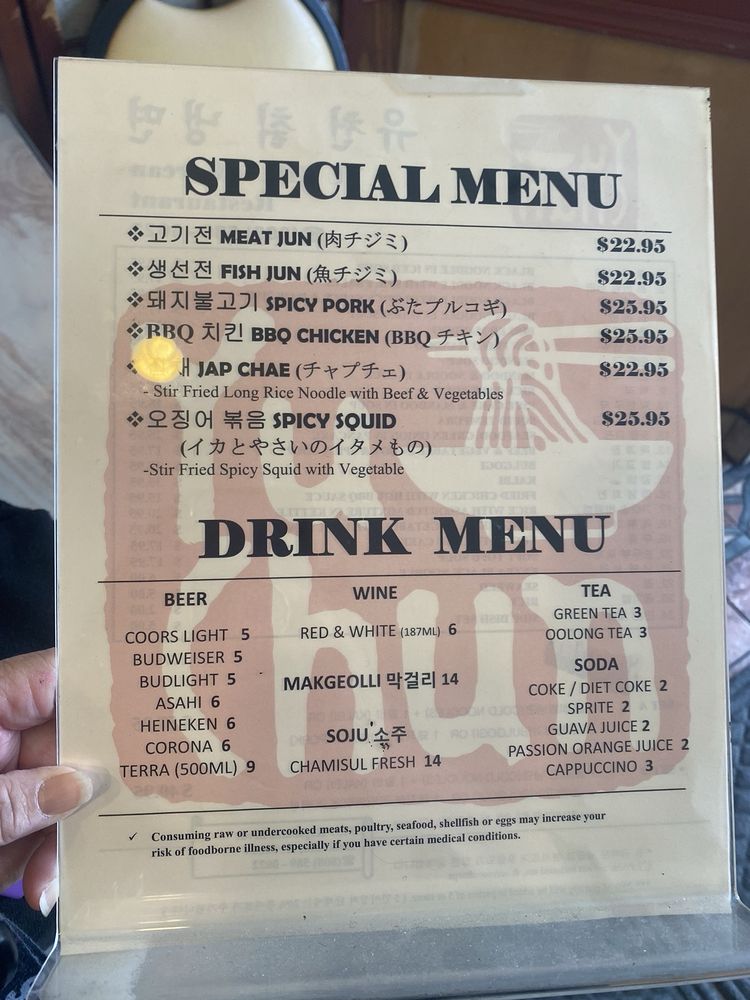 SPECIAL MENU
❖고기전 MEAT JUN (肉チジミ) $22.95
❖생선전 FISH JUN (魚チジミ) $22.95
❖돼지불고기 SPICY PORK (ぶたプルコギ) $25.95
❖BBQ 치킨 BBQ CHICKEN (BBQ チキン) $25.95
❖ JAP CHAE (チャプチェ) $22.95
- Stir Fried Long Rice Noodle with Beef & Vegetables
❖오징어 볶음 SPICY SQUID $25.95
(イカとやさいのイタメもの)
-Stir Fried Spicy Squid with Vegetable
DRINK MENU
BEER
COORS LIGHT 5
BUDWEISER 5
BUDLIGHT 5
ASAHI 6
HEINEKEN 6
CORONA 6
TERRA (500ML) 9
WINE
RED & WHITE (187ML) 6
MAKGEOLLI 막걸리 14
SOJU 소주
CHAMISUL FRESH 14
TEA
GREEN TEA 3
OOLONG TEA 3
SODA
COKE / DIET COKE 2
SPRITE 2
GUAVA JUICE 2
PASSION ORANGE JUICE 2
CAPPUCCINO 3
✓ Consuming raw or undercooked meats, poultry, seafood, shellfish or eggs may increase your
risk of foodborne illness, especially if you have certain medical conditions.